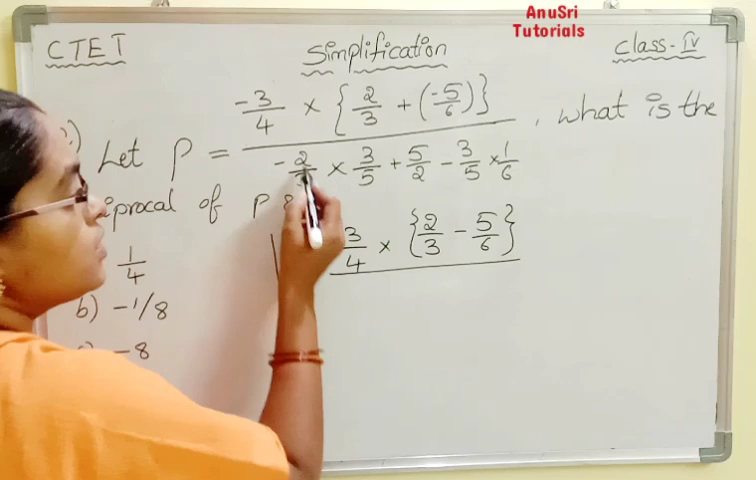 AnuSri
Tutorials
CTET Simplification Class-IV
Let P = -3/4 × {2/3 + (-5/6)} / -2/3 × 3/5 + 5/2 - 3/5 × 1/6 , what is the
iprocal of P
3/4 × {2/3 - 5/6}
1/4
b) -1/8
-8